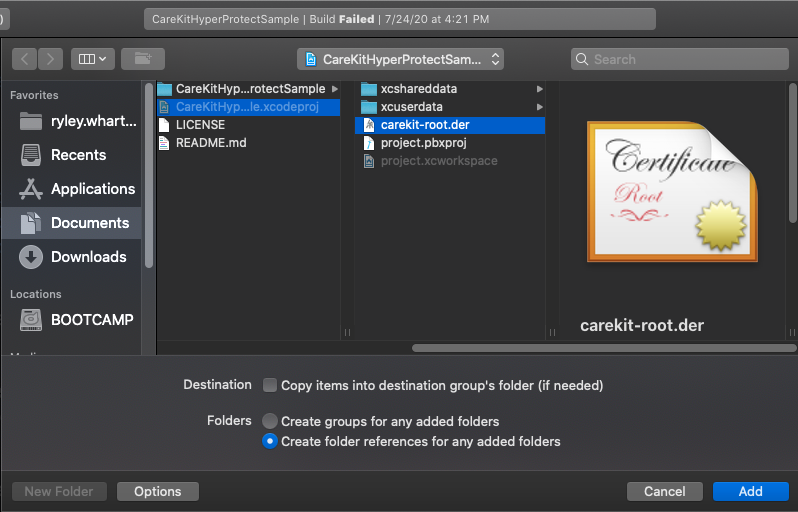 )
CareKitHyperProtectSample | Build Failed | 7/24/20 at 4:21 PM
CareKitHyperProtectSam...
Search
Favorites
ryley.whart...
Recents
Applications
Documents
Downloads
Locations
BOOTCAMP
CareKitHyp...rotectSample
CareKitHyp...le.xcodeproj
LICENSE
README.md
xcshareddata
xcuserdata
carekit-root.der
project.pbxproj
project.xcworkspace
Certificate
Root
carekit-root.der
Destination
Copy items into destination group's folder (if needed)
Folders
Create groups for any added folders
Create folder references for any added folders
New Folder
Options
Cancel
Add